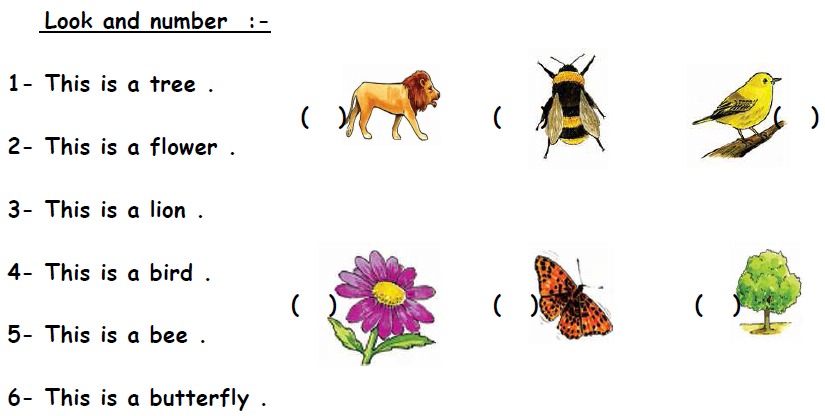 Look and number :-
1- This is a tree .
( ) ( ) ( )
2- This is a flower .
3- This is a lion .
4- This is a bird .
( ) ( ) ( )
5- This is a bee .
6- This is a butterfly .